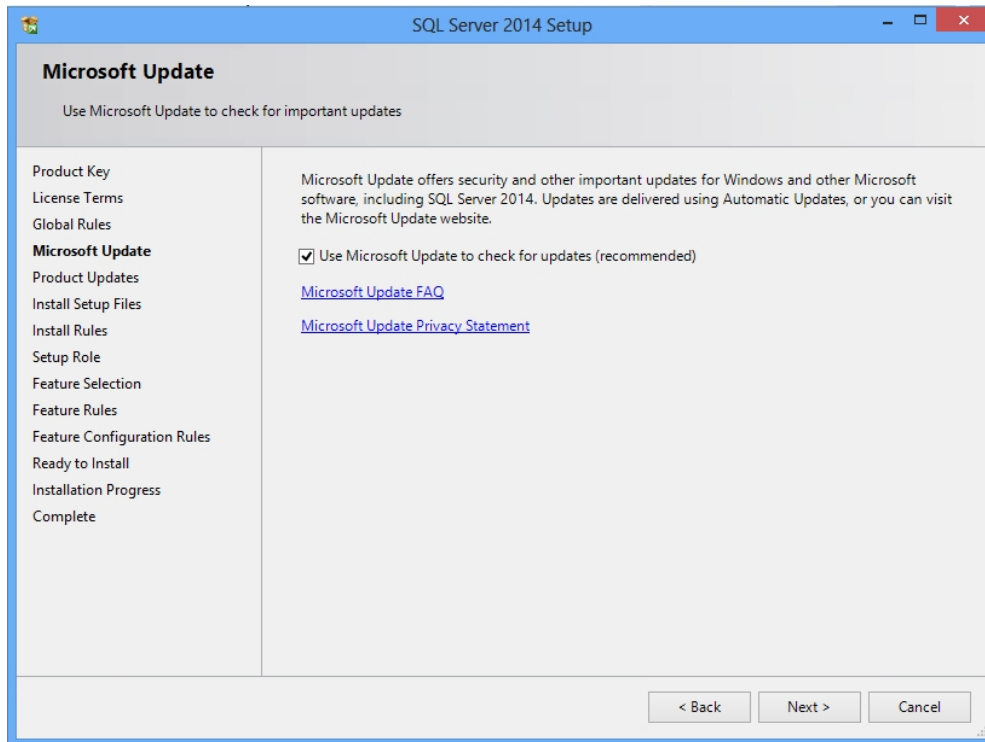 SQL Server 2014 Setup
Microsoft Update
Use Microsoft Update to check for important updates
Product Key
License Terms
Global Rules
Microsoft Update
Product Updates
Install Setup Files
Install Rules
Setup Role
Feature Selection
Feature Rules
Feature Configuration Rules
Ready to Install
Installation Progress
Complete
Microsoft Update offers security and other important updates for Windows and other Microsoft
software, including SQL Server 2014. Updates are delivered using Automatic Updates, or you can visit
the Microsoft Update website.
Use Microsoft Update to check for updates (recommended)
Microsoft Update FAQ
Microsoft Update Privacy Statement
< Back
Next >
Cancel